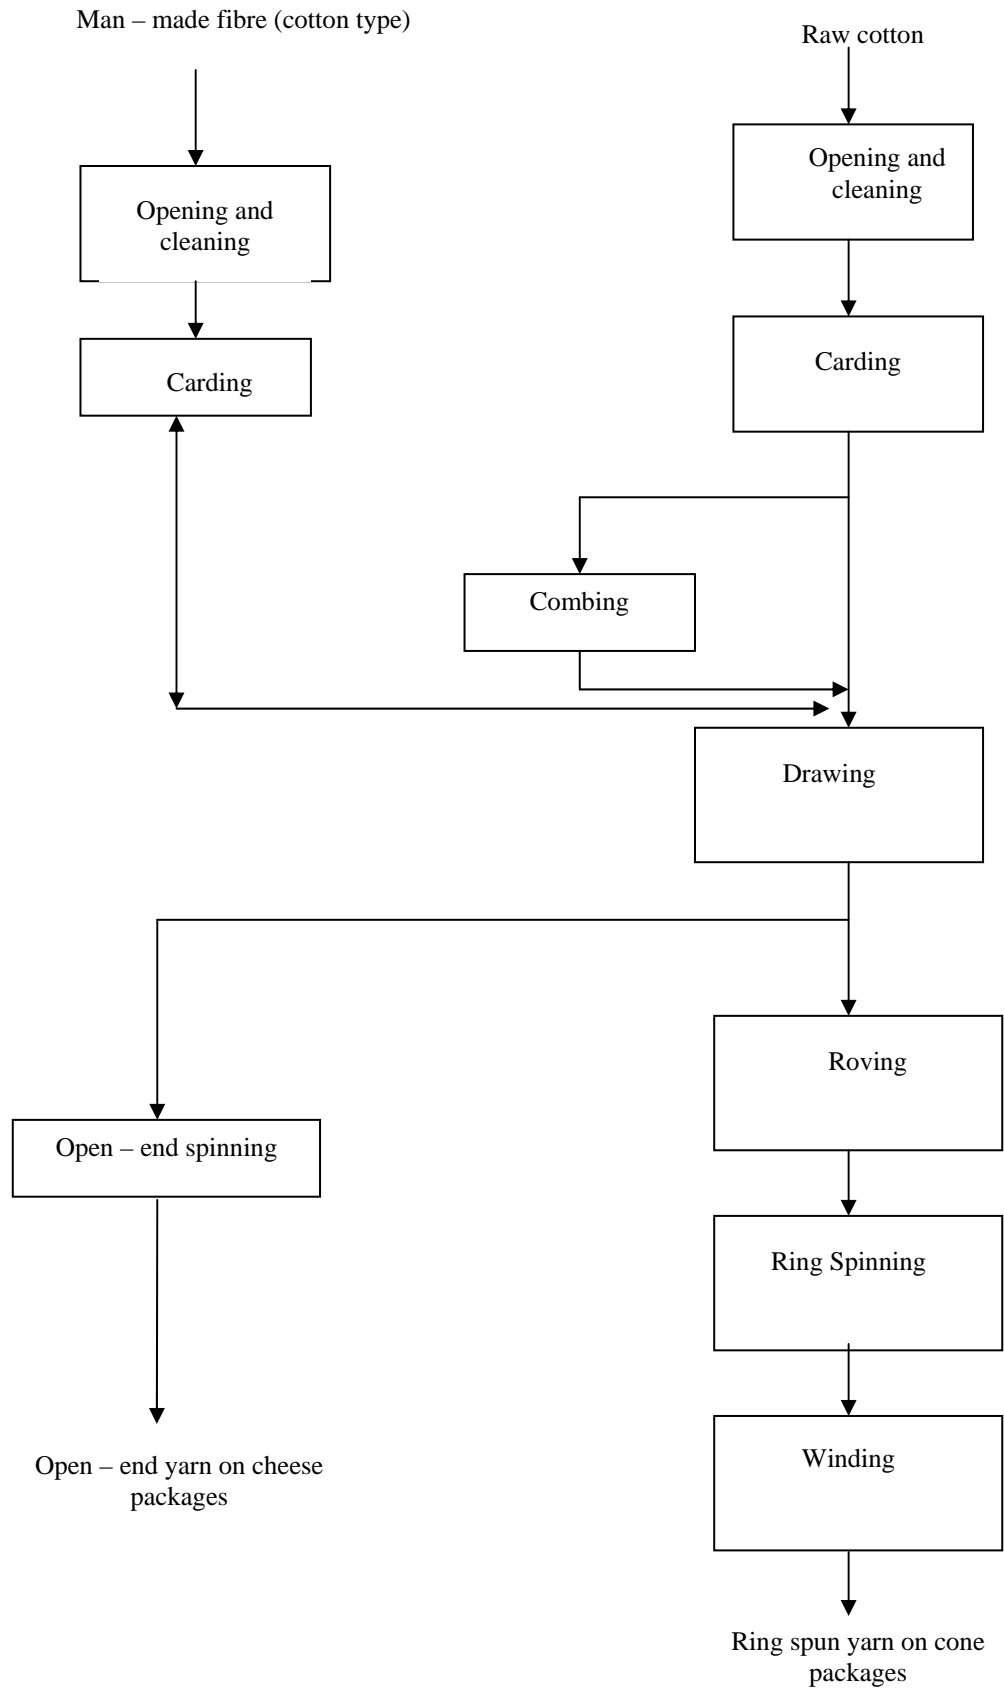 Man – made fibre (cotton type)
Raw cotton
Opening and
cleaning
Opening and
cleaning
Carding
Carding
Combing
Drawing
Roving
Open – end spinning
Ring Spinning
Winding
Open – end yarn on cheese
packages
Ring spun yarn on cone
packages